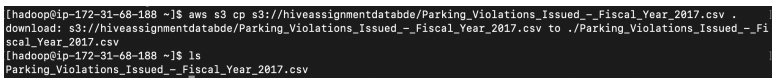 [hadoop@ip-172-31-68-188 ~]$ aws s3 cp s3://hiveassignmentdatabde/Parking_Violations_Issued_-_Fiscal_Year_2017.csv .
download: s3://hiveassignmentdatabde/Parking_Violations_Issued_-_Fiscal_Year_2017.csv to ./Parking_Violations_Issued_-_Fi
scal_Year_2017.csv
[hadoop@ip-172-31-68-188 ~]$ ls
Parking_Violations_Issued_-_Fiscal_Year_2017.csv